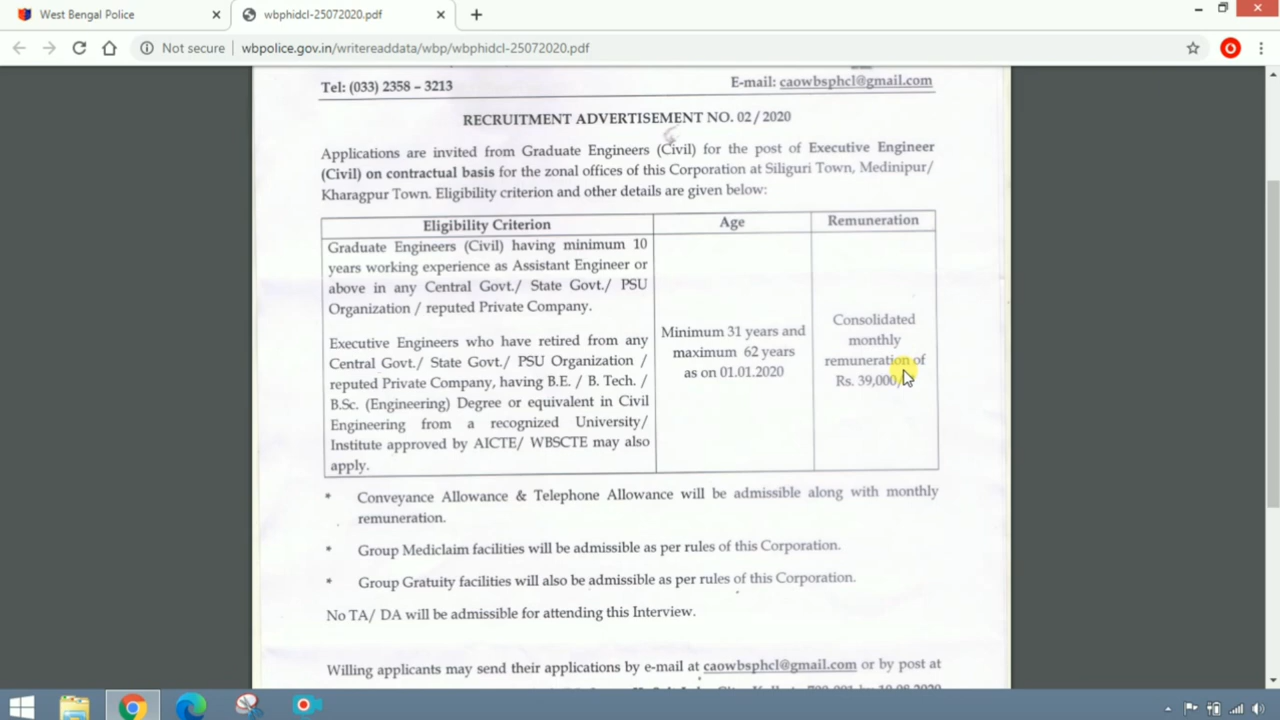 West Bengal Police
wbphidcl-25072020.pdf
Not secure
wbpolice.gov.in/writereaddata/wbp/wbphidcl-25072020.pdf
Tel: (033) 2358 – 3213
E-mail: caowbsphcl@gmail.com
RECRUITMENT ADVERTISEMENT NO. 02 / 2020
Applications are invited from Graduate Engineers (Civil) for the post of Executive Engineer
(Civil) on contractual basis for the zonal offices of this Corporation at Siliguri Town, Medinipur/
Kharagpur Town. Eligibility criterion and other details are given below:
Eligibility Criterion
Age
Remuneration
Graduate Engineers (Civil) having minimum 10
years working experience as Assistant Engineer or
above in any Central Govt./ State Govt./ PSU
Organization / reputed Private Company.
Executive Engineers who have retired from any
Central Govt./ State Govt./ PSU Organization /
reputed Private Company, having B.E. / B. Tech. /
B.Sc. (Engineering) Degree or equivalent in Civil
Engineering from a recognized University/
Institute approved by AICTE/ WBSCTE may also
apply.
Minimum 31 years and
maximum 62 years
as on 01.01.2020
Consolidated
monthly
remuneration of
Rs. 39,000/
* Conveyance Allowance & Telephone Allowance will be admissible along with monthly
remuneration.
* Group Mediclaim facilities will be admissible as per rules of this Corporation.
* Group Gratuity facilities will also be admissible as per rules of this Corporation.
No TA/ DA will be admissible for attending this Interview.
Willing applicants may send their applications by e-mail at caowbsphcl@gmail.com or by post at